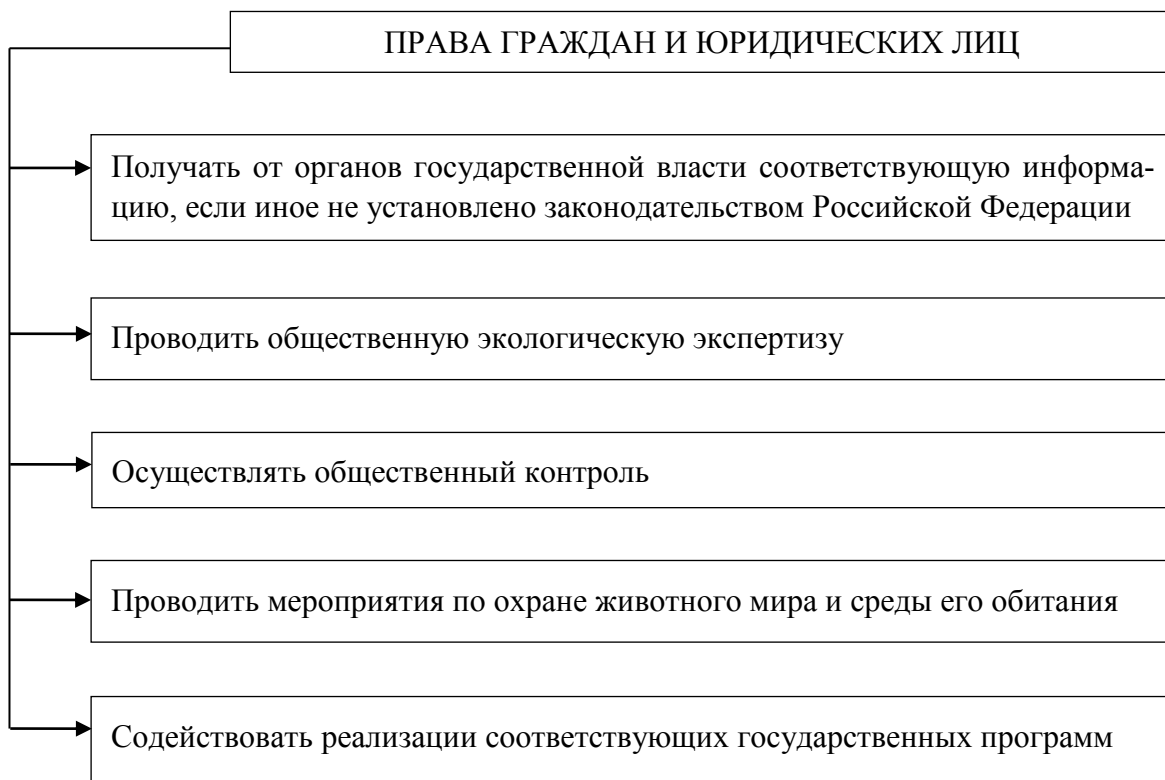 ПРАВА ГРАЖДАН И ЮРИДИЧЕСКИХ ЛИЦ
Получать от органов государственной власти соответствующую информа-
цию, если иное не установлено законодательством Российской Федерации
Проводить общественную экологическую экспертизу
Осуществлять общественный контроль
Проводить мероприятия по охране животного мира и среды его обитания
Содействовать реализации соответствующих государственных программ